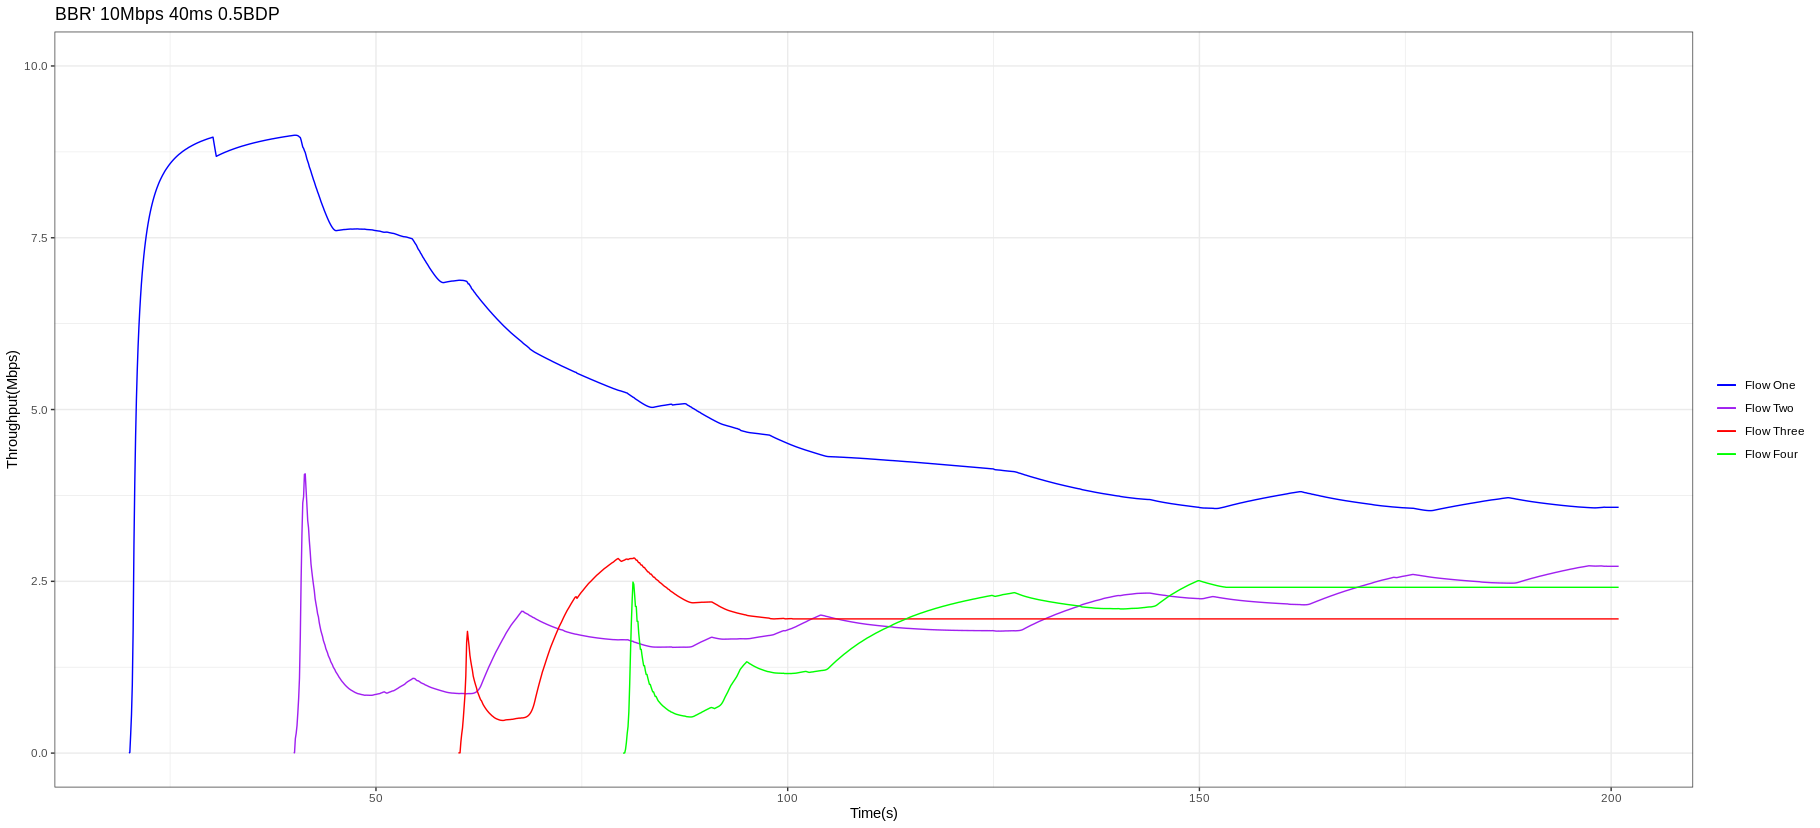 BBR' 10Mbps 40ms 0.5BDP
Throughput(Mbps)
10.0
7.5
5.0
2.5
0.0
50
100
150
200
Time(s)
Flow One
Flow Two
Flow Three
Flow Four